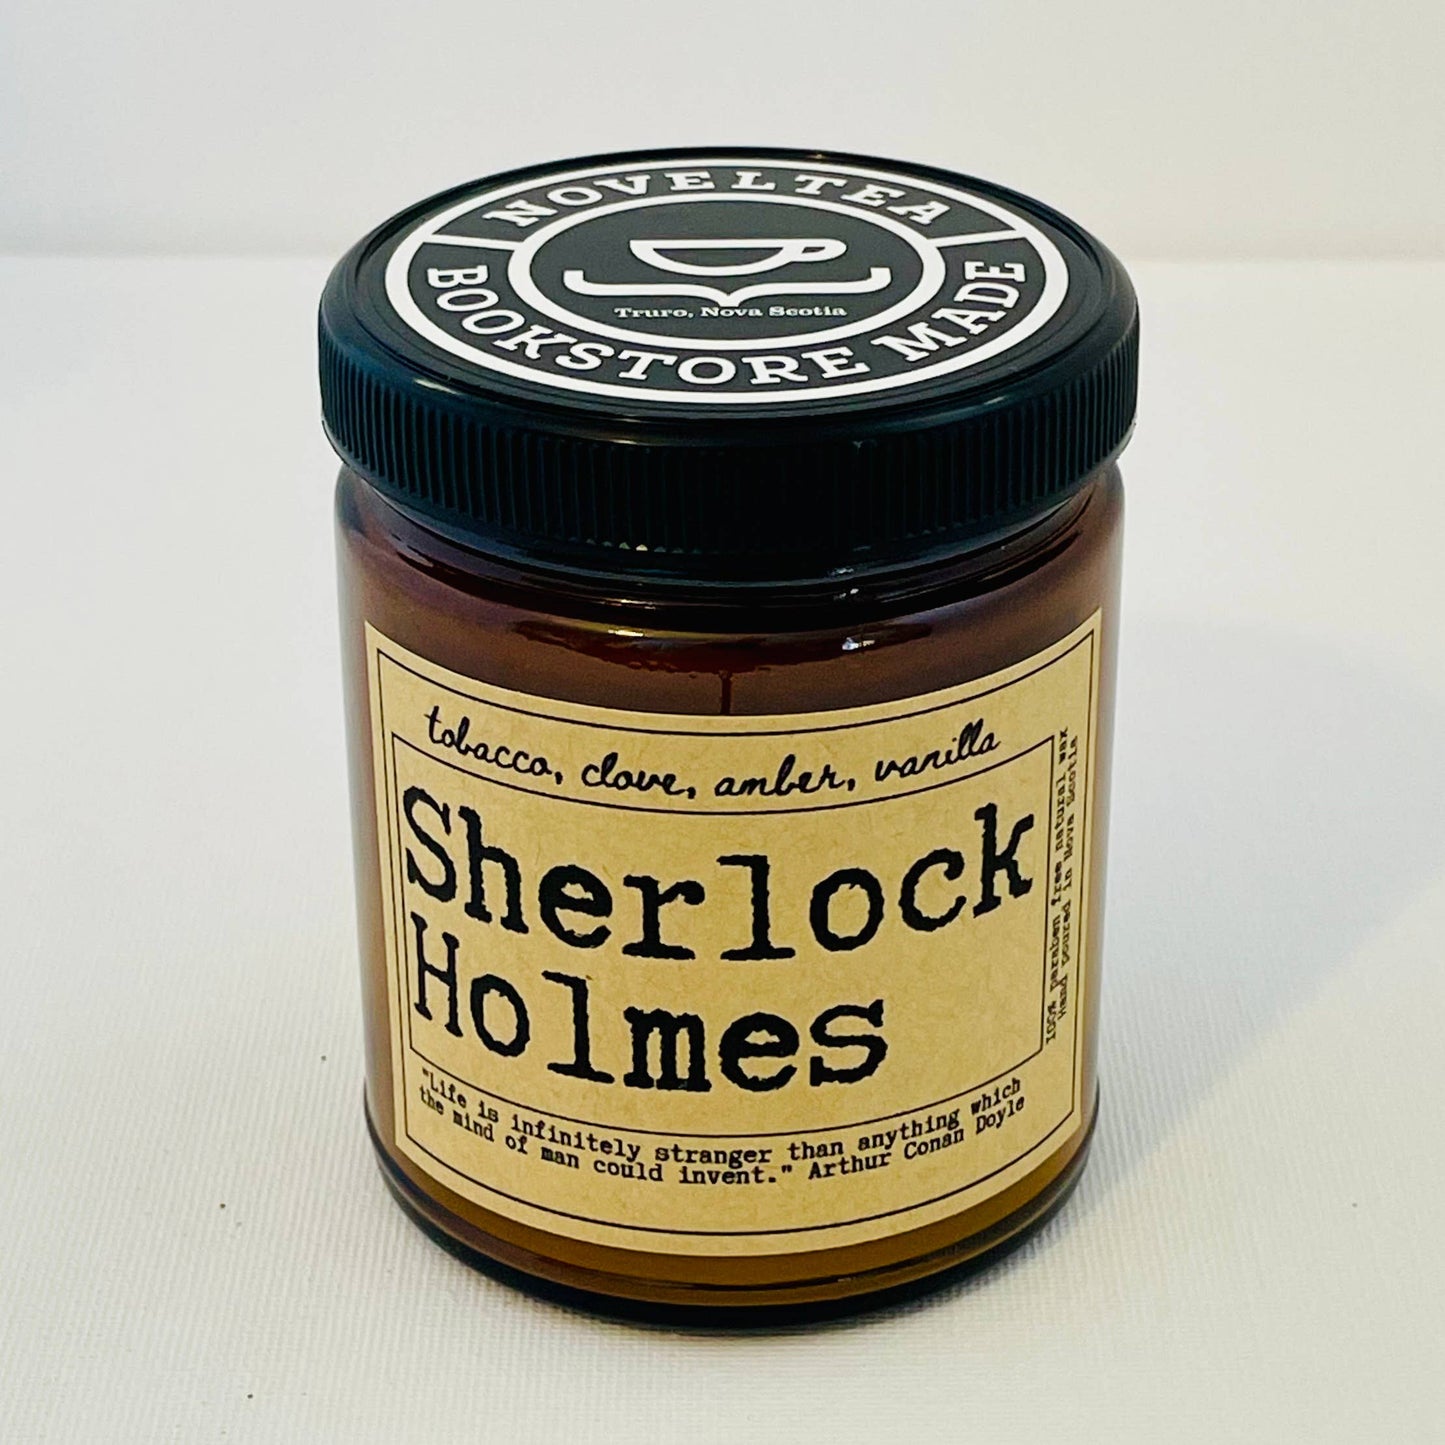 NOVELTEA
Truro, Nova Scotia
BOOKSTORE MADE
tobacco, clove, amber, vanilla
Sherlock
Holmes
100% paraben free natural wax
Hand poured in Nova Scotia
"Life is infinitely stranger than anything which
the mind of man could invent." Arthur Conan Doyle